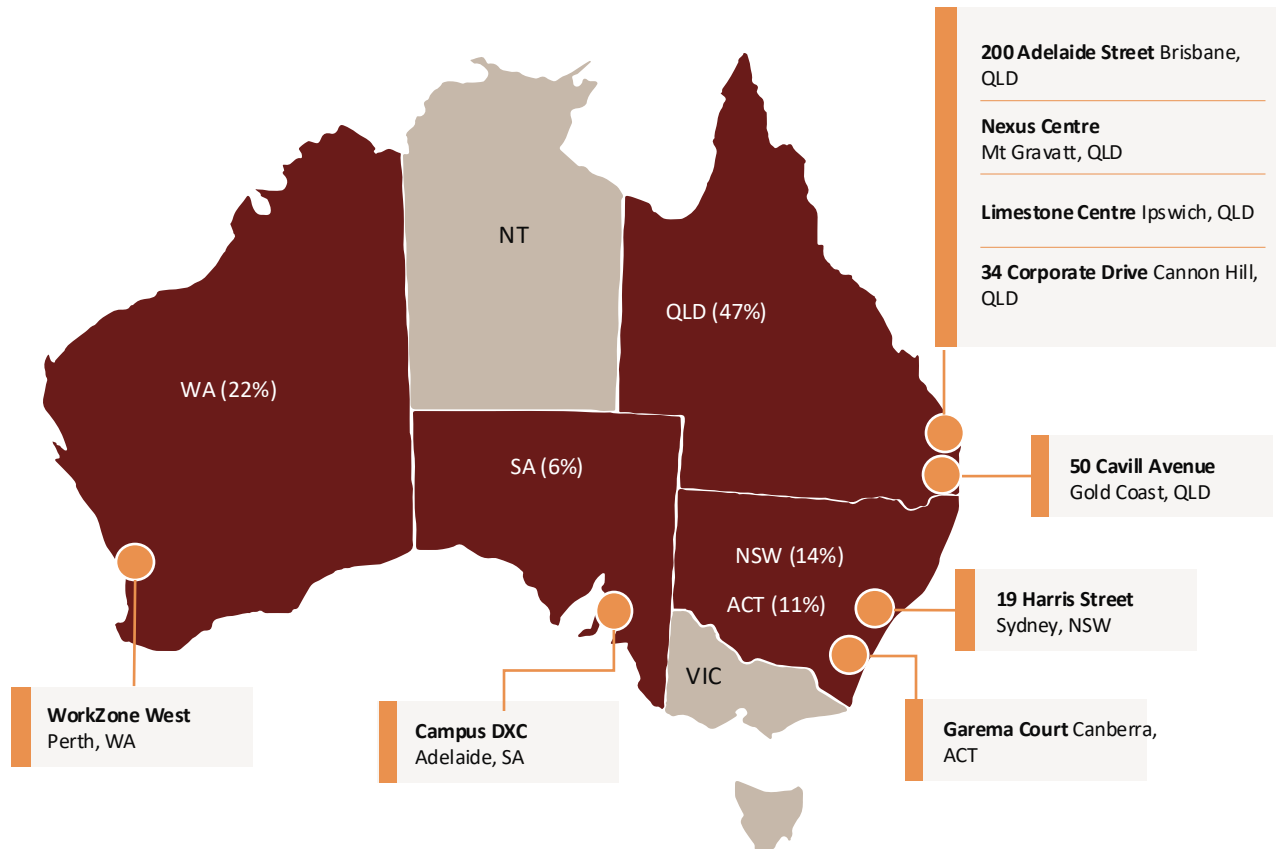 200 Adelaide Street Brisbane,
QLD
Nexus Centre
Mt Gravatt, QLD
Limestone Centre Ipswich, QLD
34 Corporate Drive Cannon Hill,
QLD
NT
QLD (47%)
WA (22%)
SA (6%)
50 Cavill Avenue
Gold Coast, QLD
NSW (14%)
ACT (11%)
19 Harris Street
Sydney, NSW
VIC
WorkZone West
Perth, WA
Campus DXC
Adelaide, SA
Garema Court Canberra,
ACT